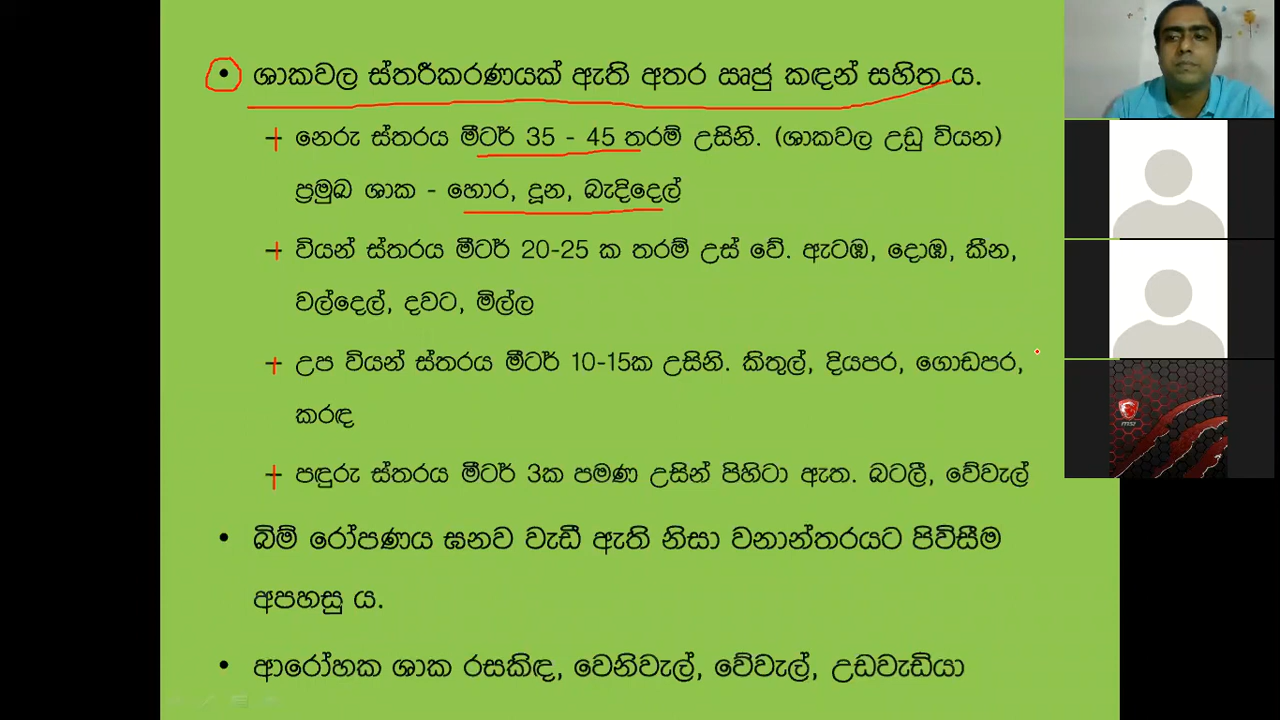 • ශාකවල ස්තරීකරණයක් ඇති අතර ඍජු කඳන් සහිත ය.
නෙරු ස්තරය මීටර් 35 - 45 තරම් උසිනි. (ශාකවල උඩු වියන)
ප්‍රමුඛ ශාක - හොර, දූන, බැදිදෙල්
වියන් ස්තරය මීටර් 20-25 ක තරම් උස් වේ. ඇටඹ, දොඹ, කීන,
වල්දෙල්, දවට, මිල්ල
උප වියන් ස්තරය මීටර් 10-15ක උසිනි. කිතුල්, දියපර, ගොඩපර,
කරඳ
පඳුරු ස්තරය මීටර් 3ක පමණ උසින් පිහිටා ඇත. බටලී, වේවැල්
• බිම් රෝපණය ඝනව වැඩී ඇති නිසා වනාන්තරයට පිවිසීම
අපහසු ය.
• ආරෝහක ශාක රසකිඳ, වෙනිවැල්, වේවැල්, උඩවැඩියා
msi